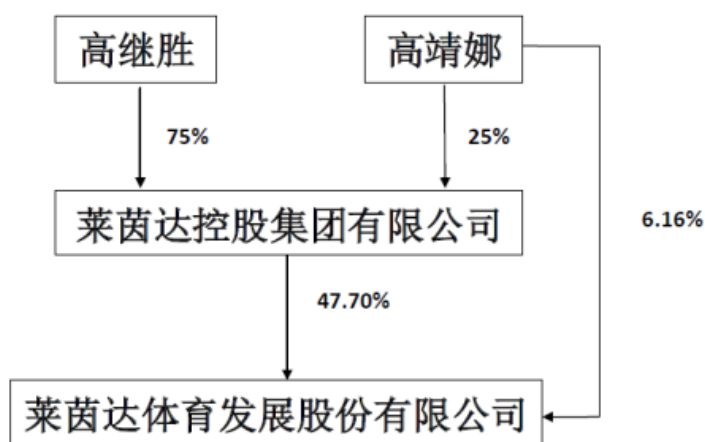 高继胜
高靖娜
75%
25%
莱茵达控股集团有限公司
6.16%
47.70%
莱茵达体育发展股份有限公司